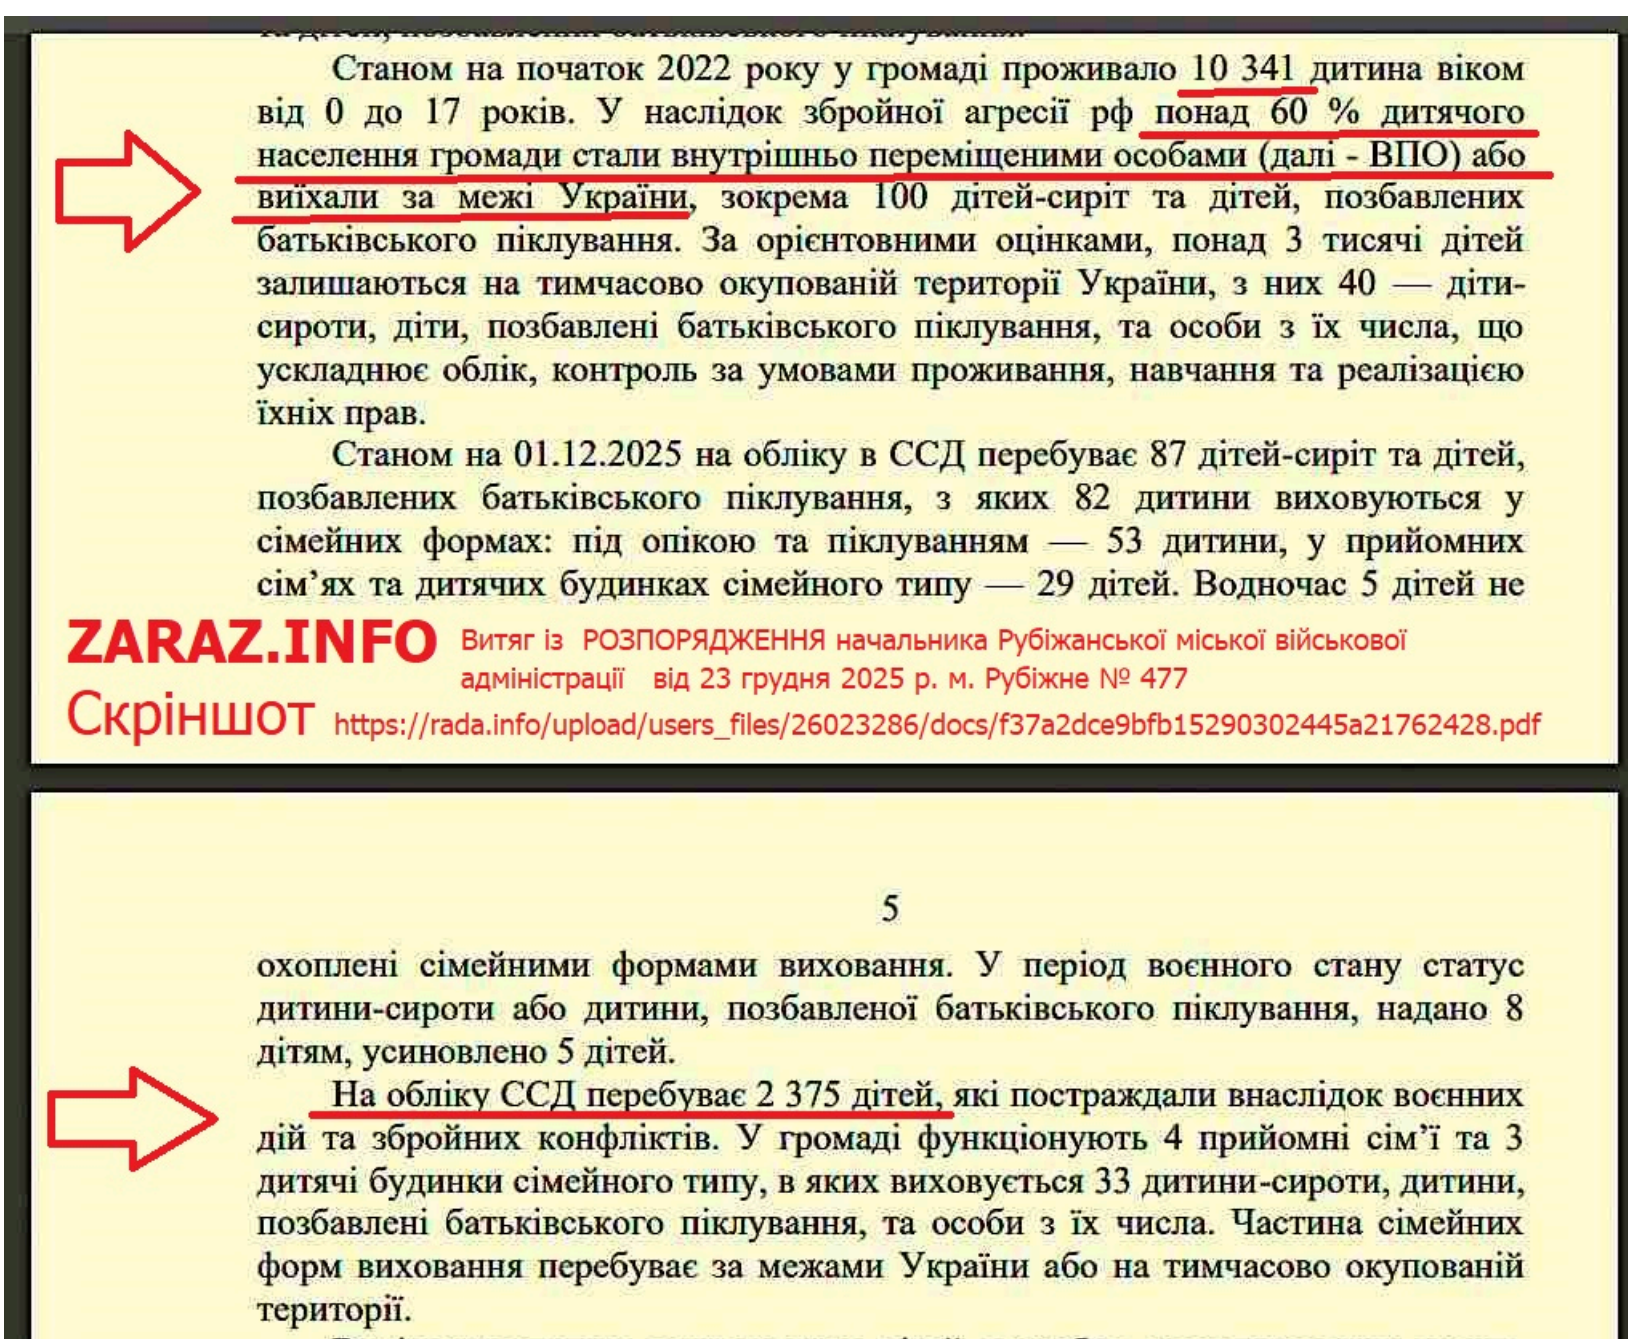 та дітей, позбавлених батьківського піклування.
Станом на початок 2022 року у громаді проживало 10 341 дитина віком
від 0 до 17 років. У наслідок збройної агресії рф понад 60 % дитячого
населення громади стали внутрішньо переміщеними особами (далі - ВПО) або
виїхали за межі України, зокрема 100 дітей-сиріт та дітей, позбавлених
батьківського піклування. За орієнтовними оцінками, понад 3 тисячі дітей
залишаються на тимчасово окупованій території України, з них 40 — діти-
сироти, діти, позбавлені батьківського піклування, та особи з їх числа, що
ускладнює облік, контроль за умовами проживання, навчання та реалізацією
їхніх прав.
Станом на 01.12.2025 на обліку в ССД перебуває 87 дітей-сиріт та дітей,
позбавлених батьківського піклування, з яких 82 дитини виховуються у
сімейних формах: під опікою та піклуванням — 53 дитини, у прийомних
сім’ях та дитячих будинках сімейного типу — 29 дітей. Водночас 5 дітей не
ZARAZ.INFO Витяг із РОЗПОРЯДЖЕННЯ начальника Рубіжанської міської військової
адміністрації від 23 грудня 2025 р. м. Рубіжне № 477
Скріншот https://rada.info/upload/users_files/26023286/docs/f37a2dce9bfb15290302445a21762428.pdf
5
охоплені сімейними формами виховання. У період воєнного стану статус
дитини-сироти або дитини, позбавленої батьківського піклування, надано 8
дітям, усиновлено 5 дітей.
На обліку ССД перебуває 2 375 дітей, які постраждали внаслідок воєнних
дій та збройних конфліктів. У громаді функціонують 4 прийомні сім’ї та 3
дитячі будинки сімейного типу, в яких виховується 33 дитини-сироти, дитини,
позбавлені батьківського піклування, та особи з їх числа. Частина сімейних
форм виховання перебуває за межами України або на тимчасово окупованій
території.